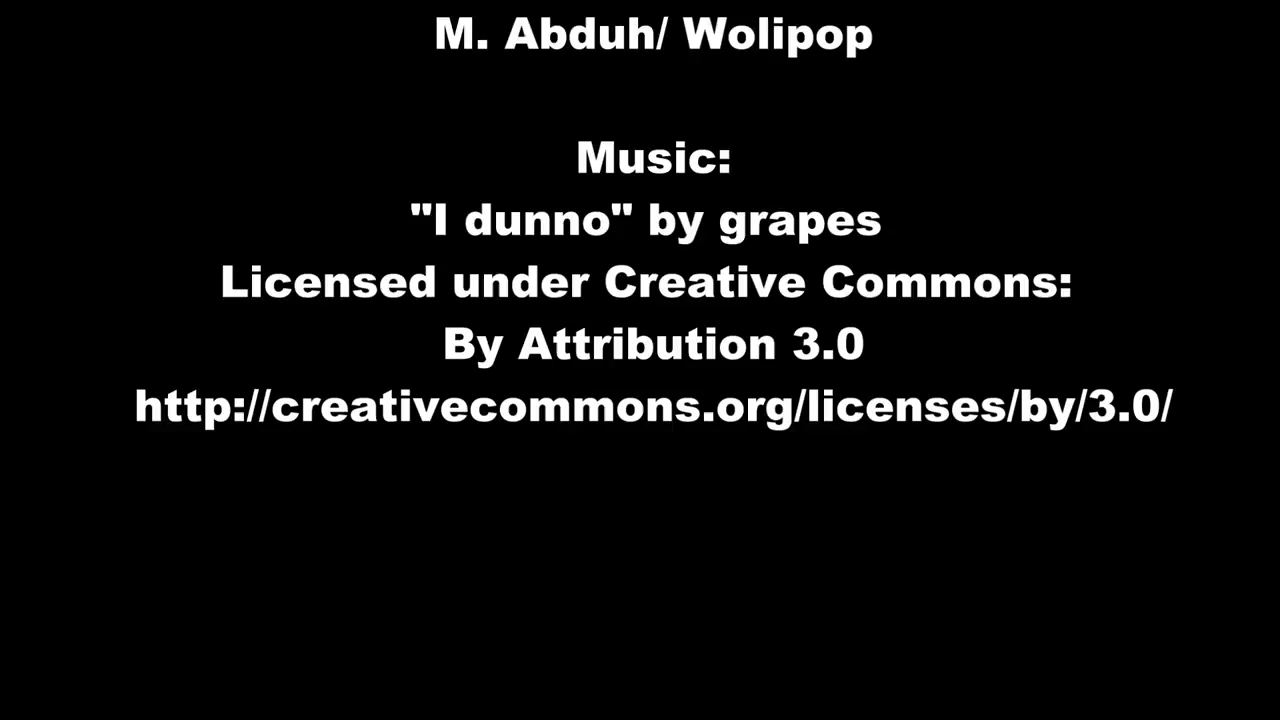 M. Abduh/ Wolipop
Music:
"I dunno" by grapes
Licensed under Creative Commons:
By Attribution 3.0
http://creativecommons.org/licenses/by/3.0/